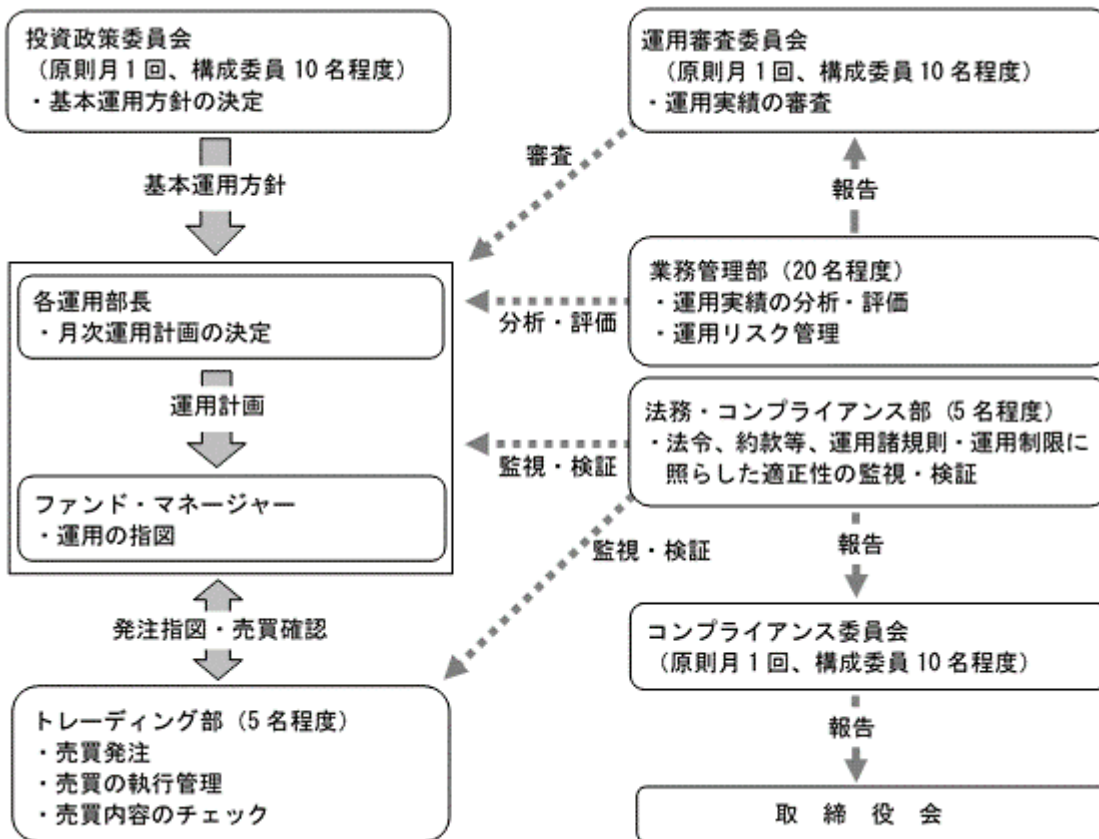 投資政策委員会
（原則月１回、構成委員 10 名程度）
・基本運用方針の決定
基本運用方針
各運用部長
・月次運用計画の決定
運用計画
ファンド・マネージャー
・運用の指図
発注指図・売買確認
トレーディング部（5 名程度）
・売買発注
・売買の執行管理
・売買内容のチェック
運用審査委員会
（原則月１回、構成委員 10 名程度）
・運用実績の審査
審査
報告
業務管理部（20 名程度）
・運用実績の分析・評価
・運用リスク管理
分析・評価
法務・コンプライアンス部（5 名程度）
・法令、約款等、運用諸規則・運用制限に
照らした適正性の監視・検証
監視・検証
監視・検証
報告
コンプライアンス委員会
（原則月１回、構成委員 10 名程度）
報告
取　締　役　会